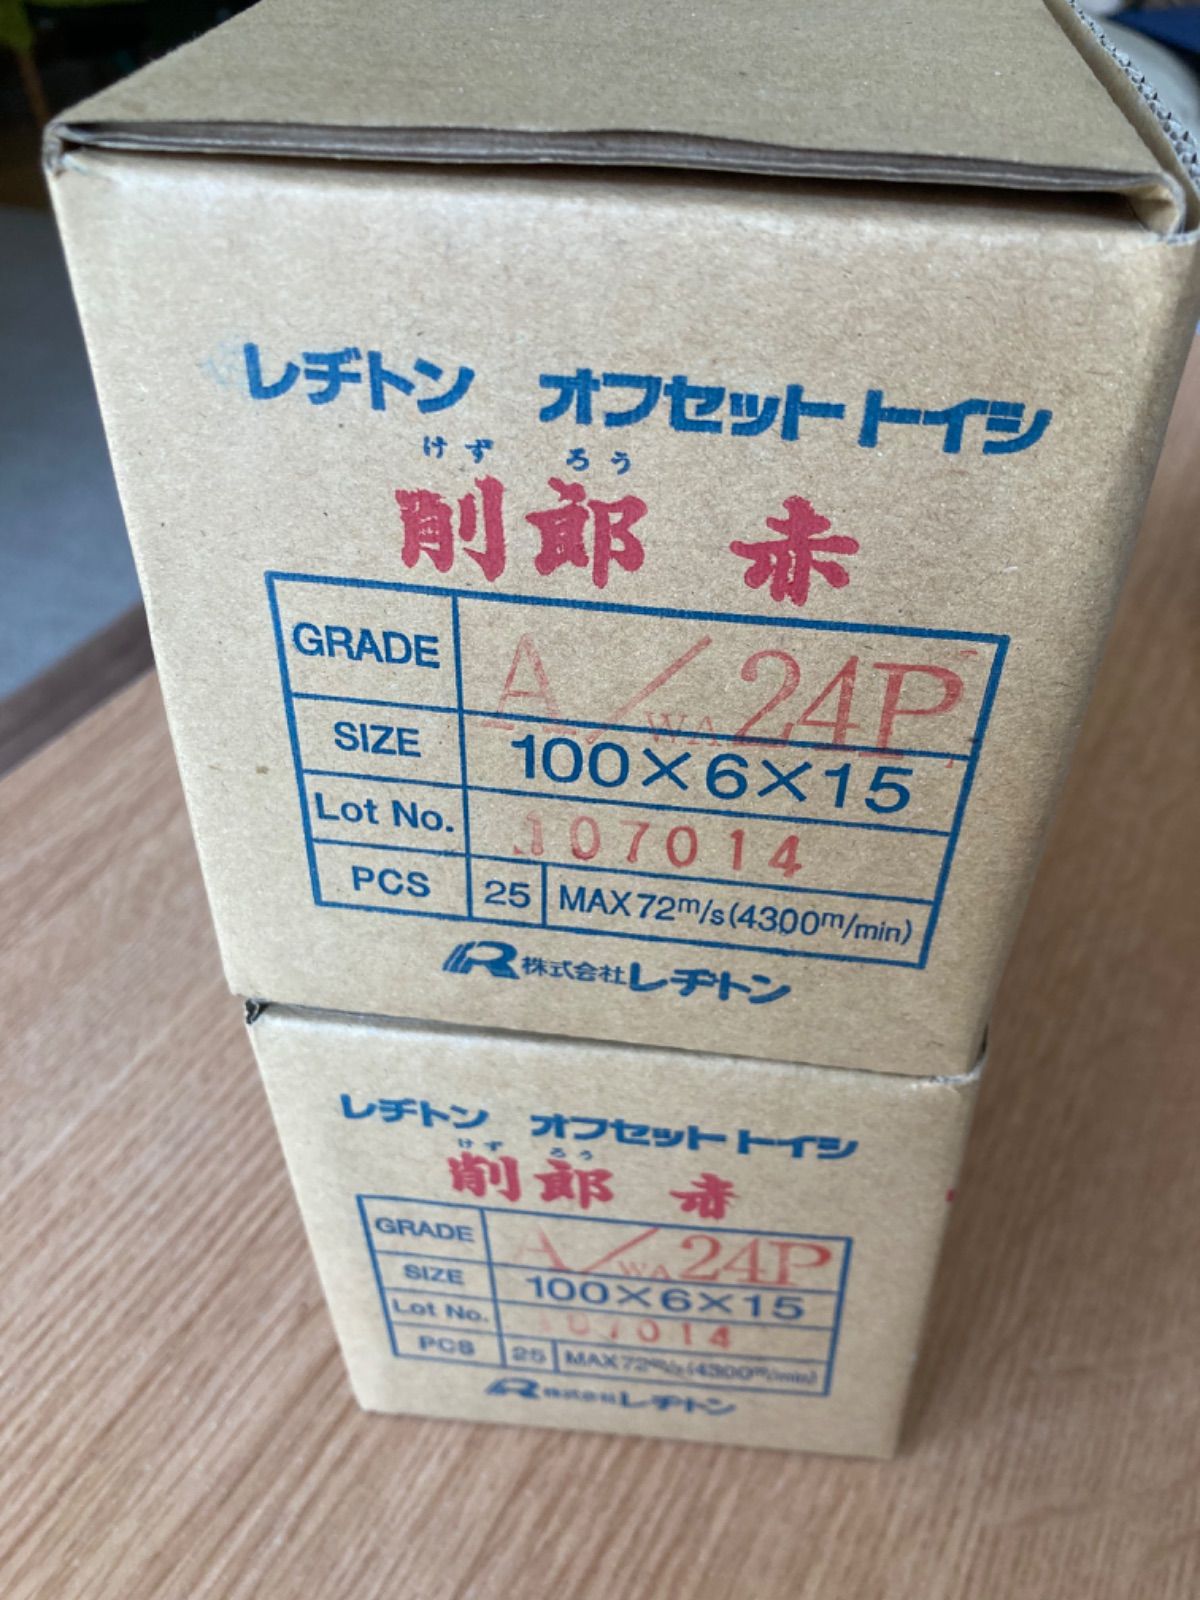 レヂトン オフセットトイシ
けずろう
削郎 赤
GRADE A/WA24P
SIZE 100×6×15
Lot No. 107014
PCS 25 MAX72m/s(4300m/min)
R 株式会社レヂトン
レヂトン オフセットトイシ
けずろう
削郎 赤
GRADE A/WA24P
SIZE 100×6×15
Lot No. 107014
PCS 25 MAX72m/s(4300m/min)
R 株式会社レヂトン